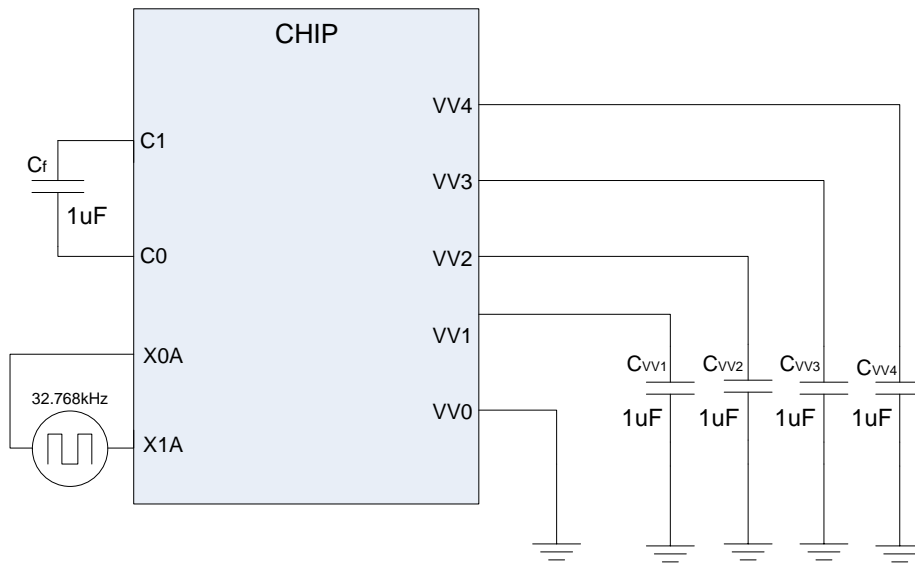 CHIP
VV4
C1
Cf
VV3
1uF
C0
VV2
VV1
X0A
CVV1
CVV2
CVV3
CVV4
32.768kHz
1uF
1uF
1uF
1uF
VV0
X1A